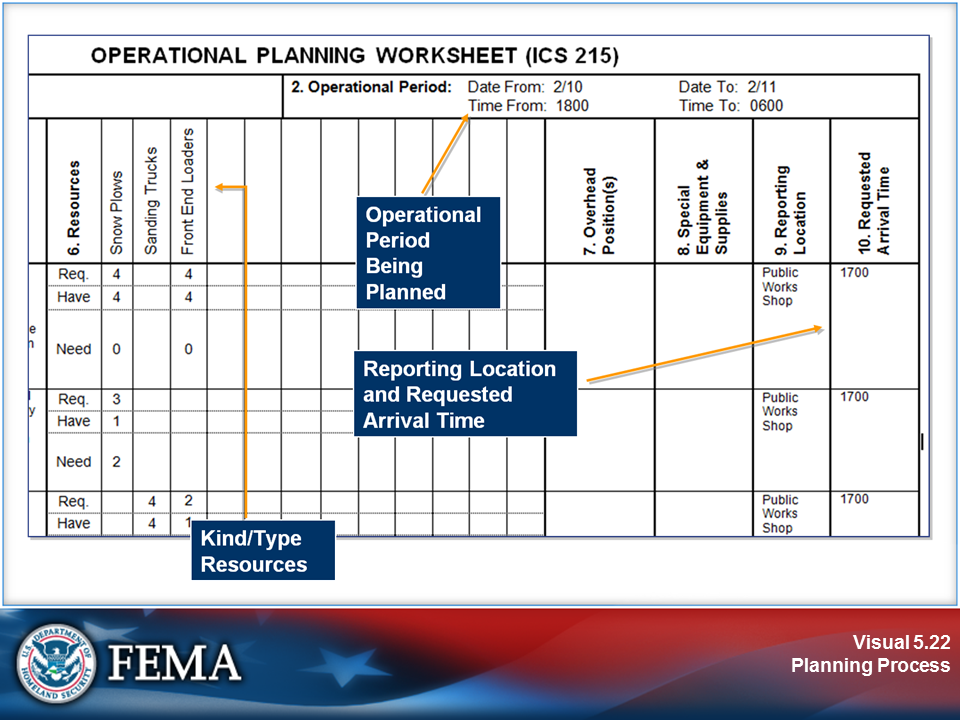 OPERATIONAL PLANNING WORKSHEET (ICS 215)
2. Operational Period: Date From: 2/10 Date To: 2/11
Time From: 1800 Time To: 0600
6. Resources
Snow Plows
Sanding Trucks
Front End Loaders
7. Overhead
Position(s)
8. Special
Equipment &
Supplies
9. Reporting
Location
10. Requested
Arrival Time
Operational
Period
Being
Planned
Req. 4 4 Public 1700
Works
Have 4 4 Shop
Need 0 0
Reporting Location
and Requested
Arrival Time
Req. 3 Public 1700
Works
Have 1 Shop
Need 2
Req. 4 2 Public 1700
Works
Have 4 1 Shop
Kind/Type
Resources
U.S. DEPARTMENT OF
HOMELAND SECURITY
FEMA
Visual 5.22
Planning Process